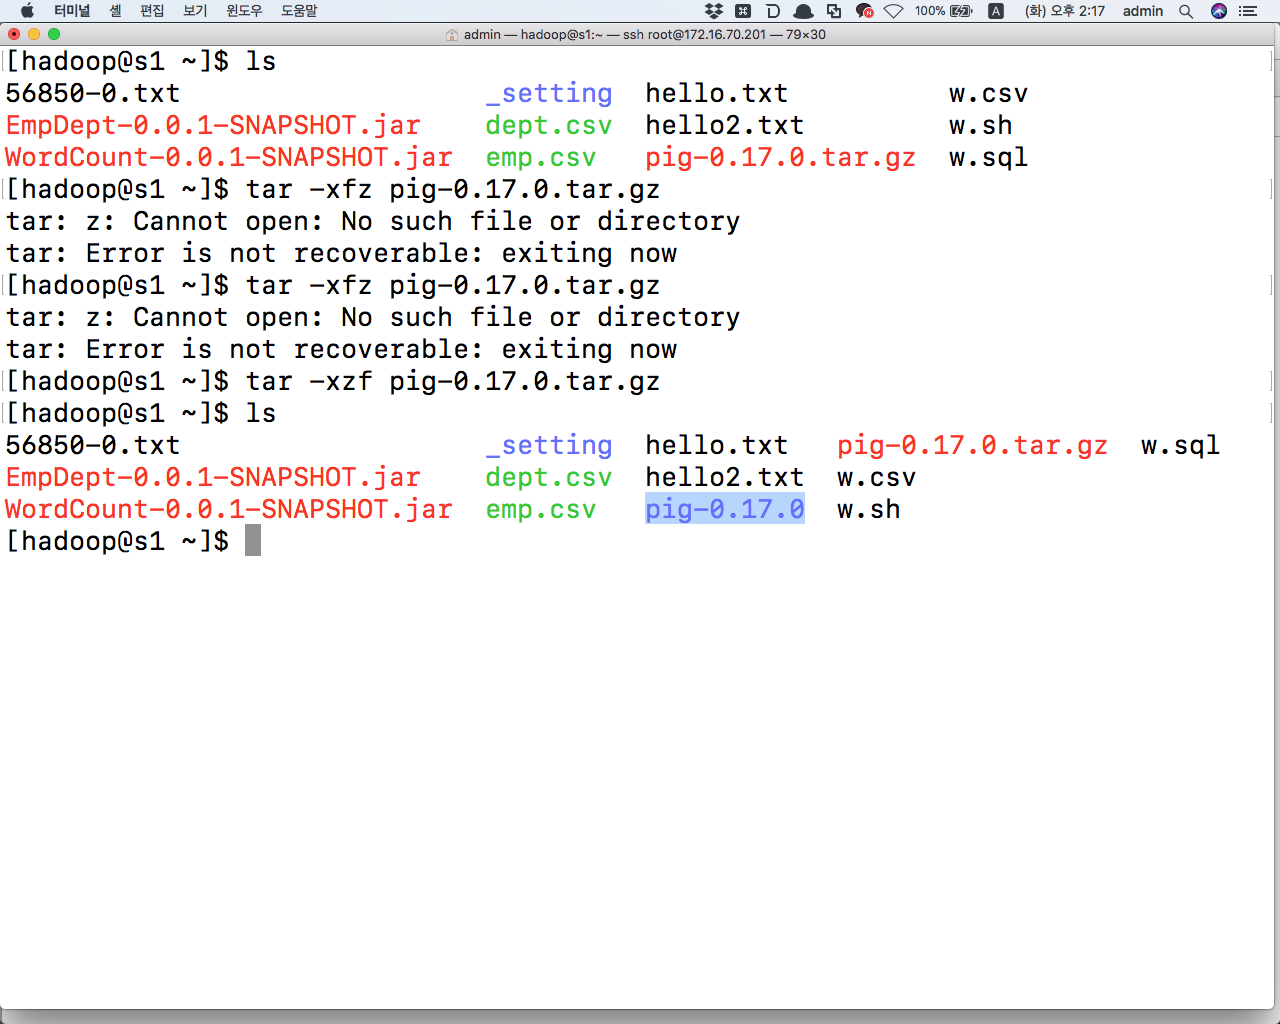 터미널 셸 편집 보기 윈도우 도움말 100% A (화) 오후 2:17 admin
admin — hadoop@s1:~ — ssh root@172.16.70.201 — 79×30
[hadoop@s1 ~]$ ls
56850-0.txt _setting hello.txt w.csv
EmpDept-0.0.1-SNAPSHOT.jar dept.csv hello2.txt w.sh
WordCount-0.0.1-SNAPSHOT.jar emp.csv pig-0.17.0.tar.gz w.sql
[hadoop@s1 ~]$ tar -xfz pig-0.17.0.tar.gz
tar: z: Cannot open: No such file or directory
tar: Error is not recoverable: exiting now
[hadoop@s1 ~]$ tar -xfz pig-0.17.0.tar.gz
tar: z: Cannot open: No such file or directory
tar: Error is not recoverable: exiting now
[hadoop@s1 ~]$ tar -xzf pig-0.17.0.tar.gz
[hadoop@s1 ~]$ ls
56850-0.txt _setting hello.txt pig-0.17.0.tar.gz w.sql
EmpDept-0.0.1-SNAPSHOT.jar dept.csv hello2.txt w.csv
WordCount-0.0.1-SNAPSHOT.jar emp.csv pig-0.17.0 w.sh
[hadoop@s1 ~]$